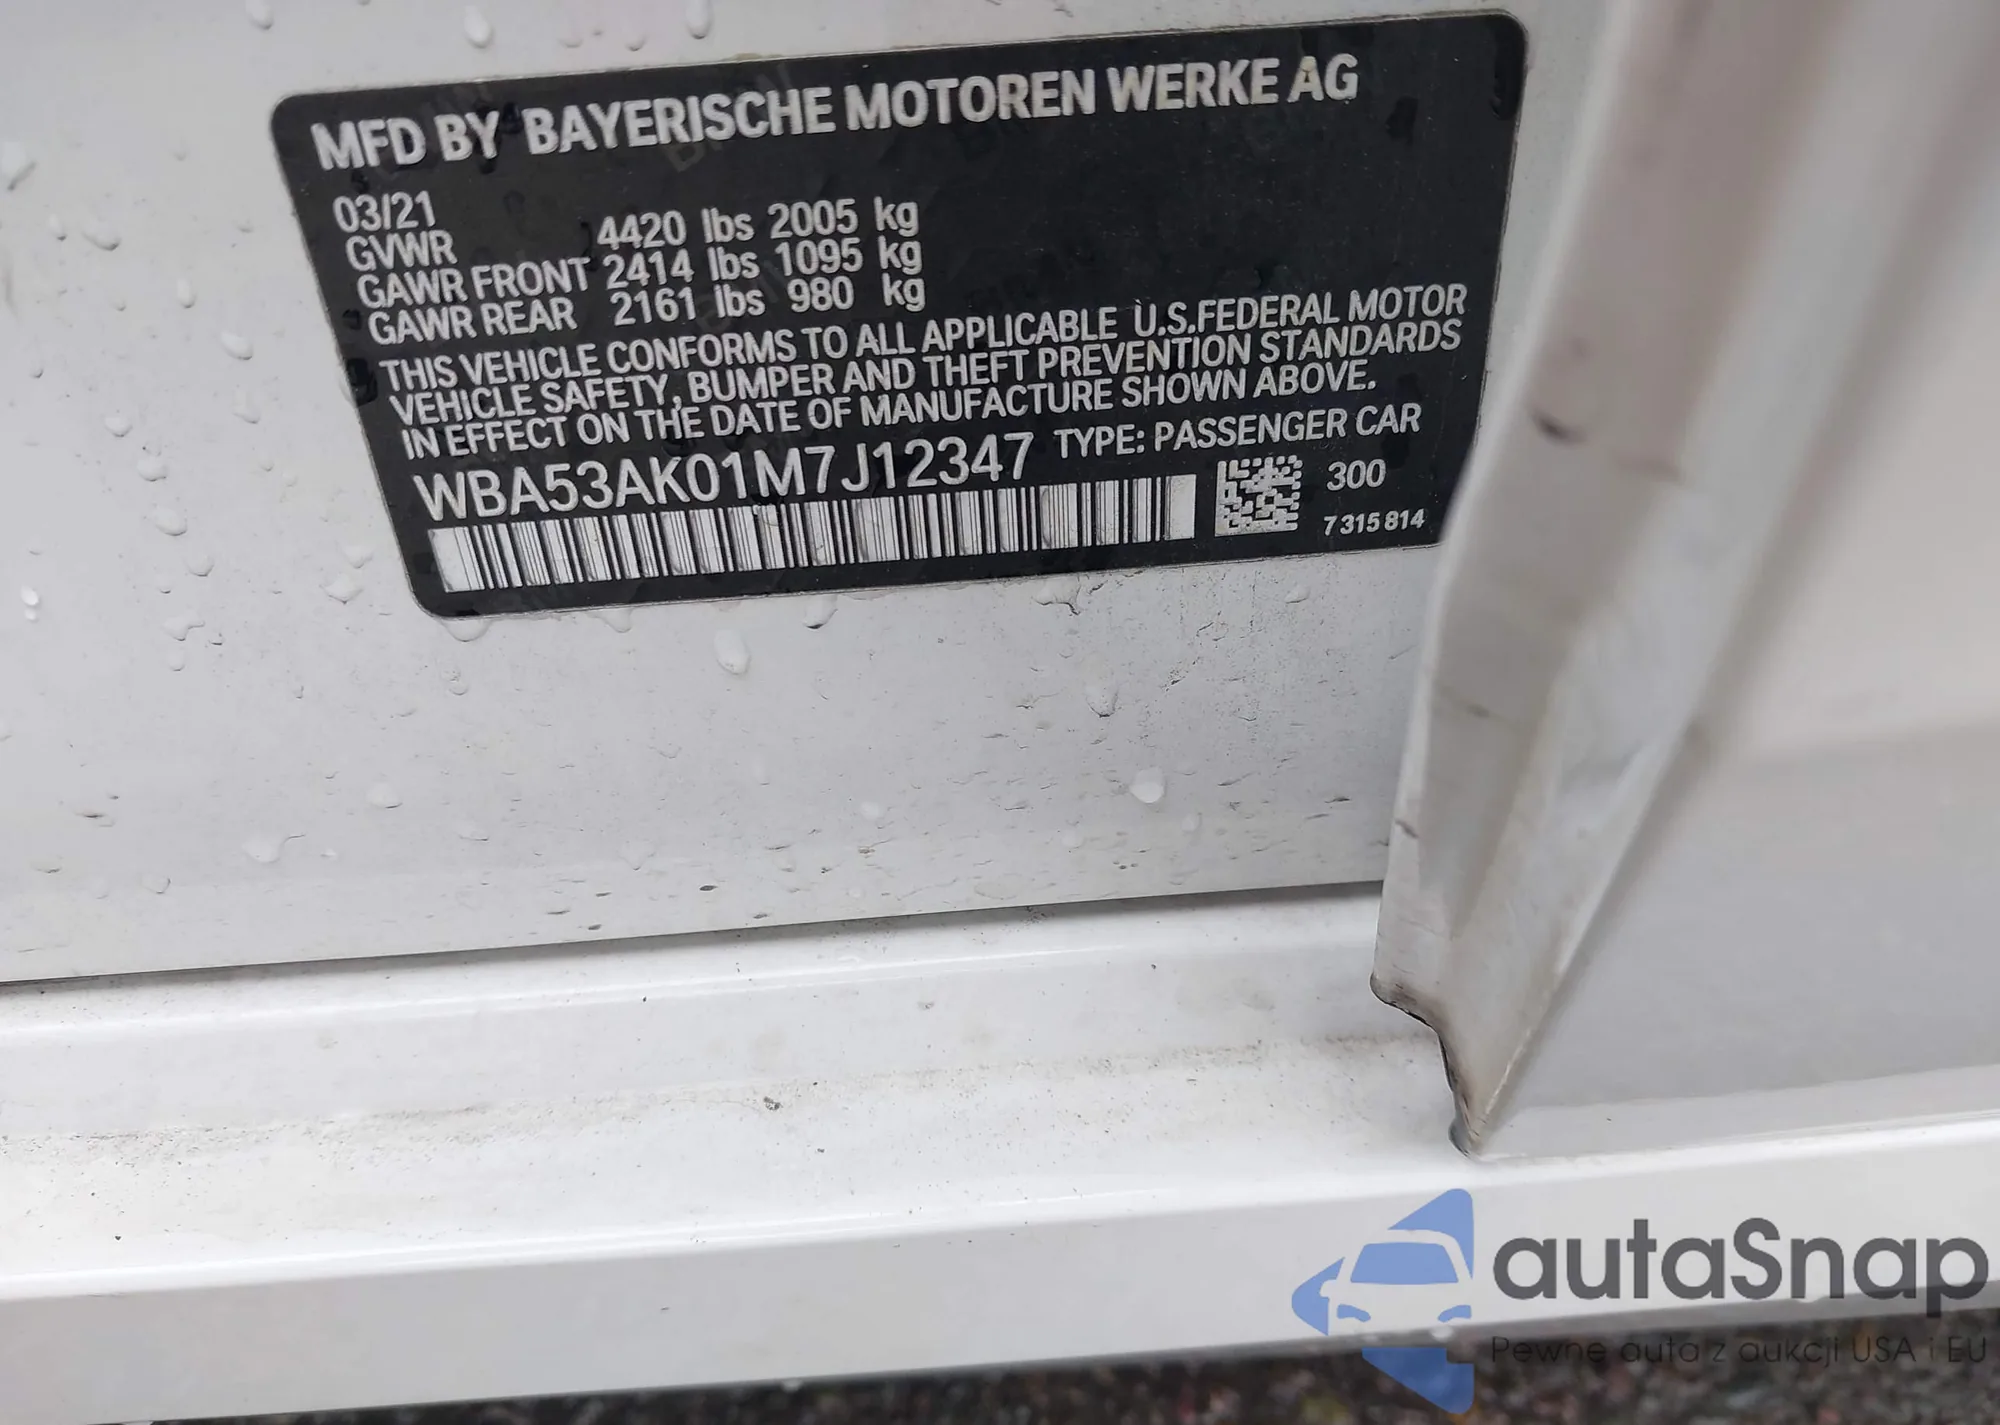 MFD BY BAYERISCHE MOTOREN WERKE AG
03/21
GVWR 4420 lbs 2005 kg
GAWR FRONT 2414 lbs 1095 kg
GAWR REAR 2161 lbs 980 kg
THIS VEHICLE CONFORMS TO ALL APPLICABLE U.S.FEDERAL MOTOR
VEHICLE SAFETY, BUMPER AND THEFT PREVENTION STANDARDS
IN EFFECT ON THE DATE OF MANUFACTURE SHOWN ABOVE.
WBA53AK01M7J12347 TYPE: PASSENGER CAR
300
7315814
autaSnap
Pewne auta z aukcji USA i EU